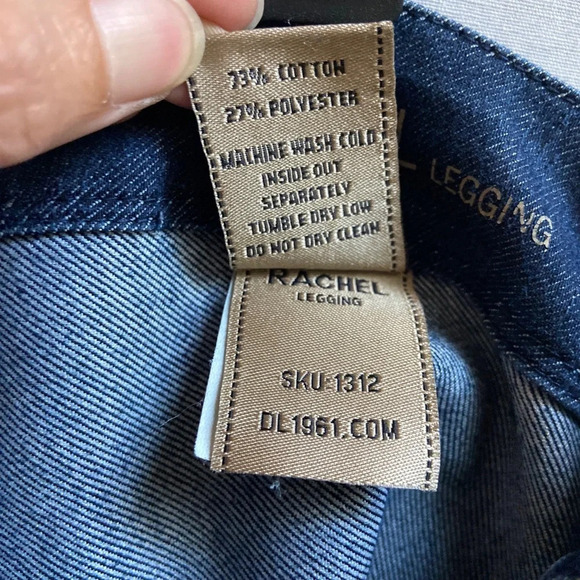 73% COTTON
27% POLYESTER
MACHINE WASH COLD
INSIDE OUT
SEPARATELY
TUMBLE DRY LOW
DO NOT DRY CLEAN
RACHEL
LEGGING
SKU:1312
DL1961.COM
L LEGGING